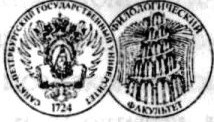 САНКТ-ПЕТЕРБУРГСКИЙ ГОСУДАРСТВЕННЫЙ УНИВЕРСИТЕТ
1724
ФИЛОЛОГИЧЕСКИЙ
ФАКУЛЬТЕТ